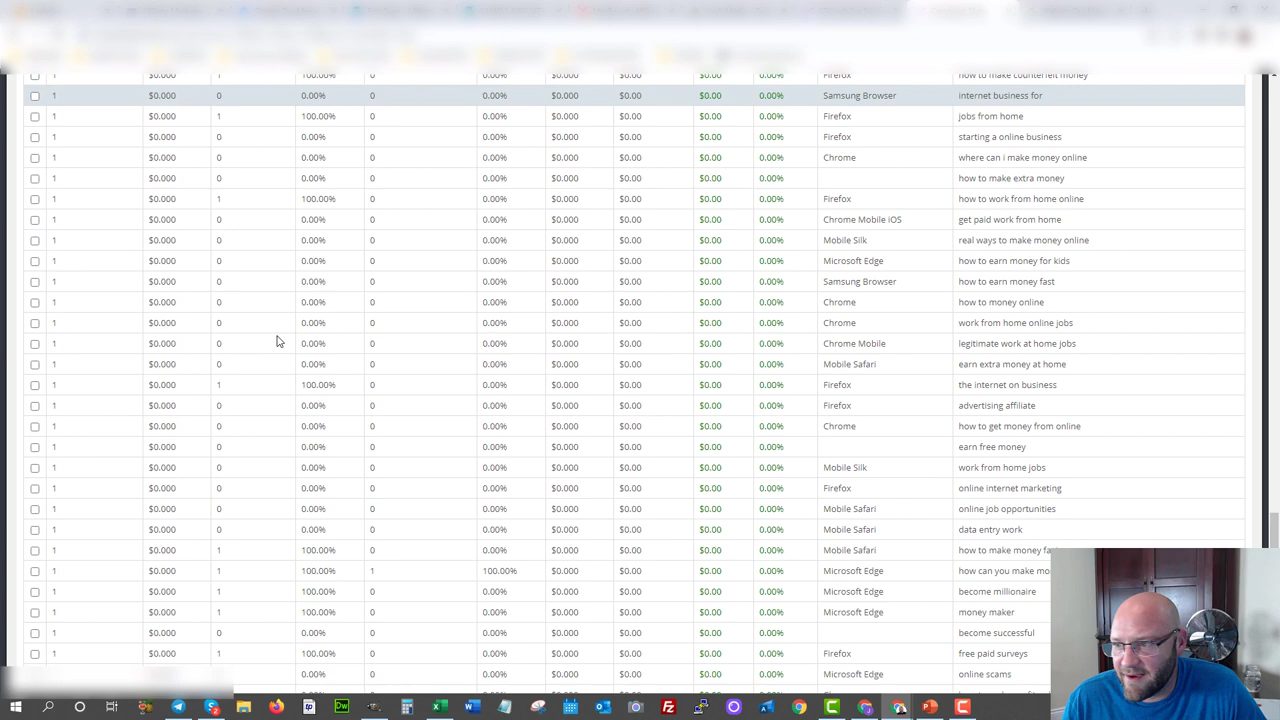 1 $0.000 1 100.00% 0 0.00% $0.00 $0.00 $0.00 0.00% Firefox how to make counterfeit money
1 $0.000 0 0.00% 0 0.00% $0.00 $0.00 $0.00 0.00% Samsung Browser internet business for
1 $0.000 1 100.00% 0 0.00% $0.00 $0.00 $0.00 0.00% Firefox jobs from home
1 $0.000 0 0.00% 0 0.00% $0.00 $0.00 $0.00 0.00% Firefox starting a online business
1 $0.000 0 0.00% 0 0.00% $0.00 $0.00 $0.00 0.00% Chrome where can i make money online
1 $0.000 0 0.00% 0 0.00% $0.00 $0.00 $0.00 0.00% how to make extra money
1 $0.000 1 100.00% 0 0.00% $0.00 $0.00 $0.00 0.00% Firefox how to work from home online
1 $0.000 0 0.00% 0 0.00% $0.00 $0.00 $0.00 0.00% Chrome Mobile iOS get paid work from home
1 $0.000 0 0.00% 0 0.00% $0.00 $0.00 $0.00 0.00% Mobile Silk real ways to make money online
1 $0.000 0 0.00% 0 0.00% $0.00 $0.00 $0.00 0.00% Microsoft Edge how to earn money for kids
1 $0.000 0 0.00% 0 0.00% $0.00 $0.00 $0.00 0.00% Samsung Browser how to earn money fast
1 $0.000 0 0.00% 0 0.00% $0.00 $0.00 $0.00 0.00% Chrome how to money online
1 $0.000 0 0.00% 0 0.00% $0.00 $0.00 $0.00 0.00% Chrome work from home online jobs
1 $0.000 0 0.00% 0 0.00% $0.00 $0.00 $0.00 0.00% Chrome Mobile legitimate work at home jobs
1 $0.000 0 0.00% 0 0.00% $0.00 $0.00 $0.00 0.00% Mobile Safari earn extra money at home
1 $0.000 1 100.00% 0 0.00% $0.00 $0.00 $0.00 0.00% Firefox the internet on business
1 $0.000 0 0.00% 0 0.00% $0.00 $0.00 $0.00 0.00% Firefox advertising affiliate
1 $0.000 0 0.00% 0 0.00% $0.00 $0.00 $0.00 0.00% Chrome how to get money from online
1 $0.000 0 0.00% 0 0.00% $0.00 $0.00 $0.00 0.00% earn free money
1 $0.000 0 0.00% 0 0.00% $0.00 $0.00 $0.00 0.00% Mobile Silk work from home jobs
1 $0.000 0 0.00% 0 0.00% $0.00 $0.00 $0.00 0.00% Firefox online internet marketing
1 $0.000 0 0.00% 0 0.00% $0.00 $0.00 $0.00 0.00% Mobile Safari online job opportunities
1 $0.000 0 0.00% 0 0.00% $0.00 $0.00 $0.00 0.00% Mobile Safari data entry work
1 $0.000 1 100.00% 0 0.00% $0.00 $0.00 $0.00 0.00% Mobile Safari how to make money
1 $0.000 1 100.00% 1 100.00% $0.00 $0.00 $0.00 0.00% Microsoft Edge how can you make
1 $0.000 1 100.00% 0 0.00% $0.00 $0.00 $0.00 0.00% Microsoft Edge become millionaire
1 $0.000 1 100.00% 0 0.00% $0.00 $0.00 $0.00 0.00% Microsoft Edge money maker
1 $0.000 0 0.00% 0 0.00% $0.00 $0.00 $0.00 0.00% become successful
1 $0.000 1 100.00% 0 0.00% $0.00 $0.00 $0.00 0.00% Firefox free paid surveys
0.00% 0 0.00% $0.00 $0.00 $0.00 0.00% Microsoft Edge online scams